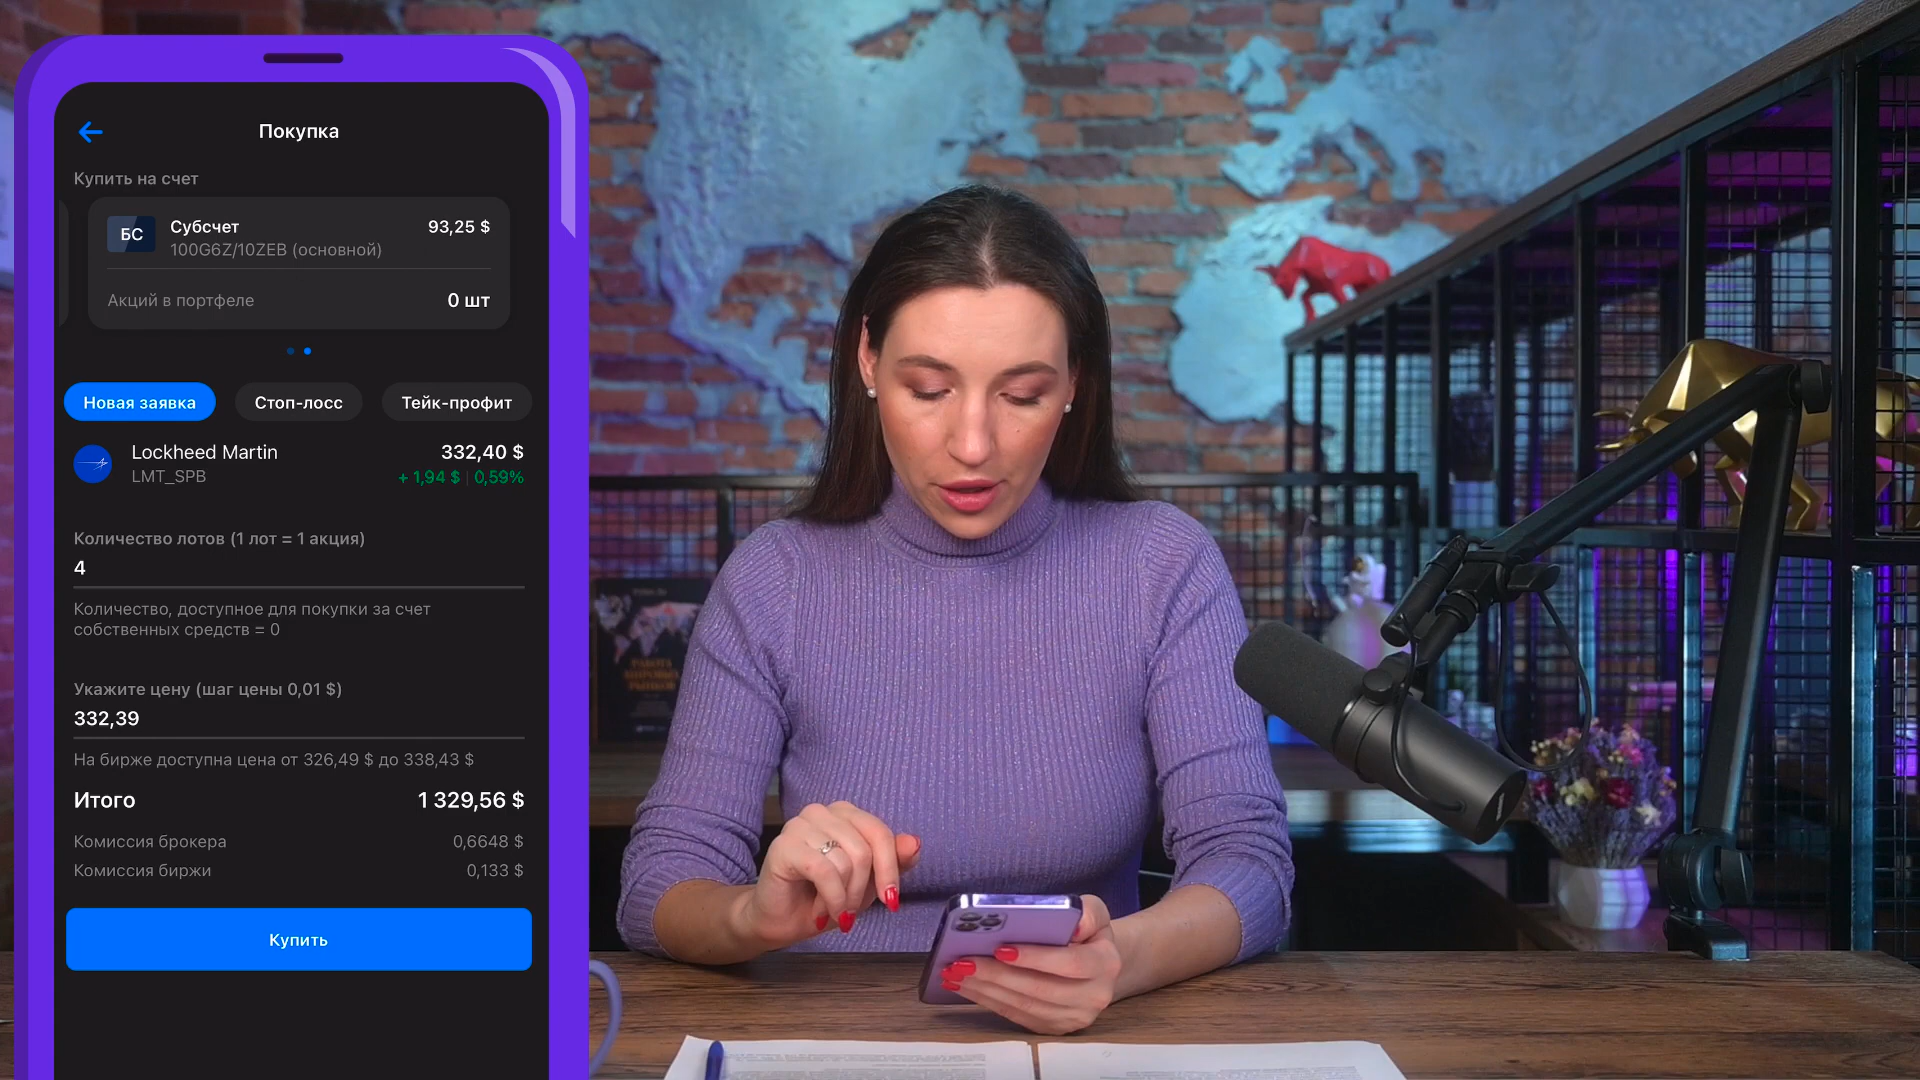 Покупка
Купить на счет
БС
Субсчет
93,25 $
100G6Z/10ZEB (основной)
Акций в портфеле
0 шт
Новая заявка
Стоп-лосс
Тейк-профит
Lockheed Martin
332,40 $
LMT_SPB
+ 1,94 $ | 0,59%
Количество лотов (1 лот = 1 акция)
4
Количество, доступное для покупки за счет
собственных средств = 0
Укажите цену (шаг цены 0,01 $)
332,39
На бирже доступна цена от 326,49 $ до 338,43 $
Итого
1 329,56 $
Комиссия брокера
0,6648 $
Комиссия биржи
0,133 $
Купить
РАБОТА
МИРОВЫХ
РЫНКОВ